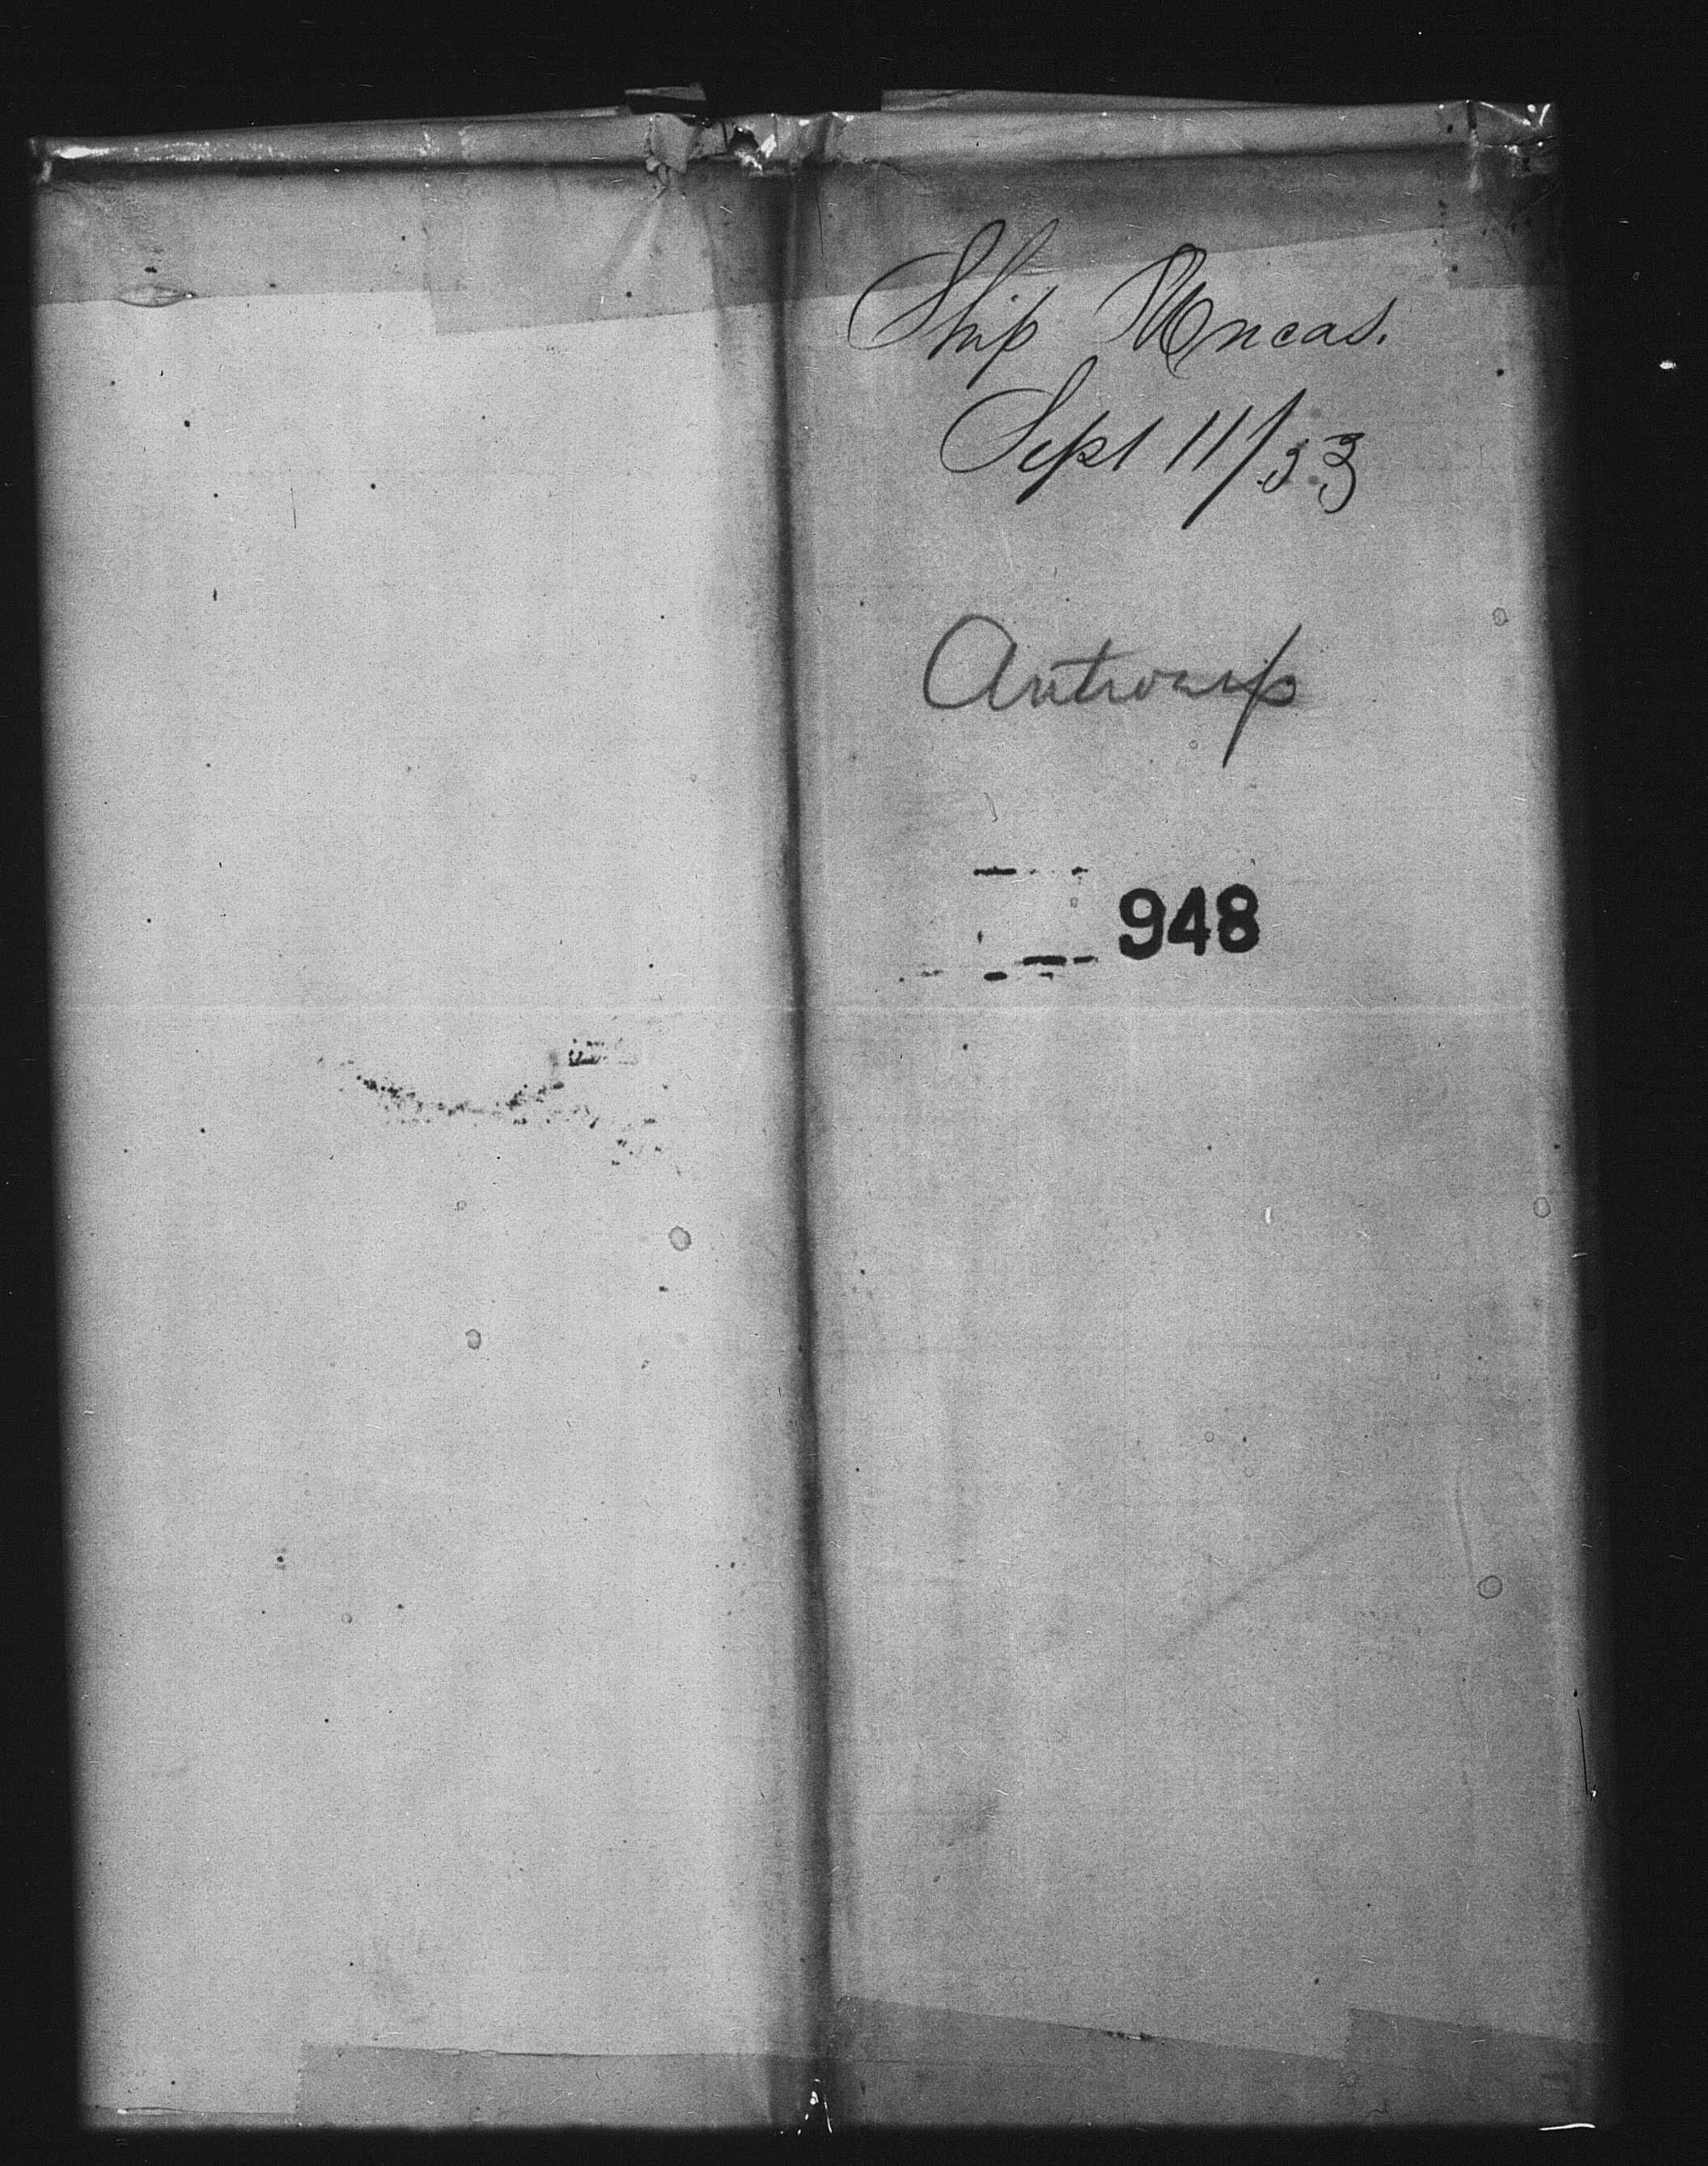 Ship Uncas.
Sept 11/53
Antwerp
948